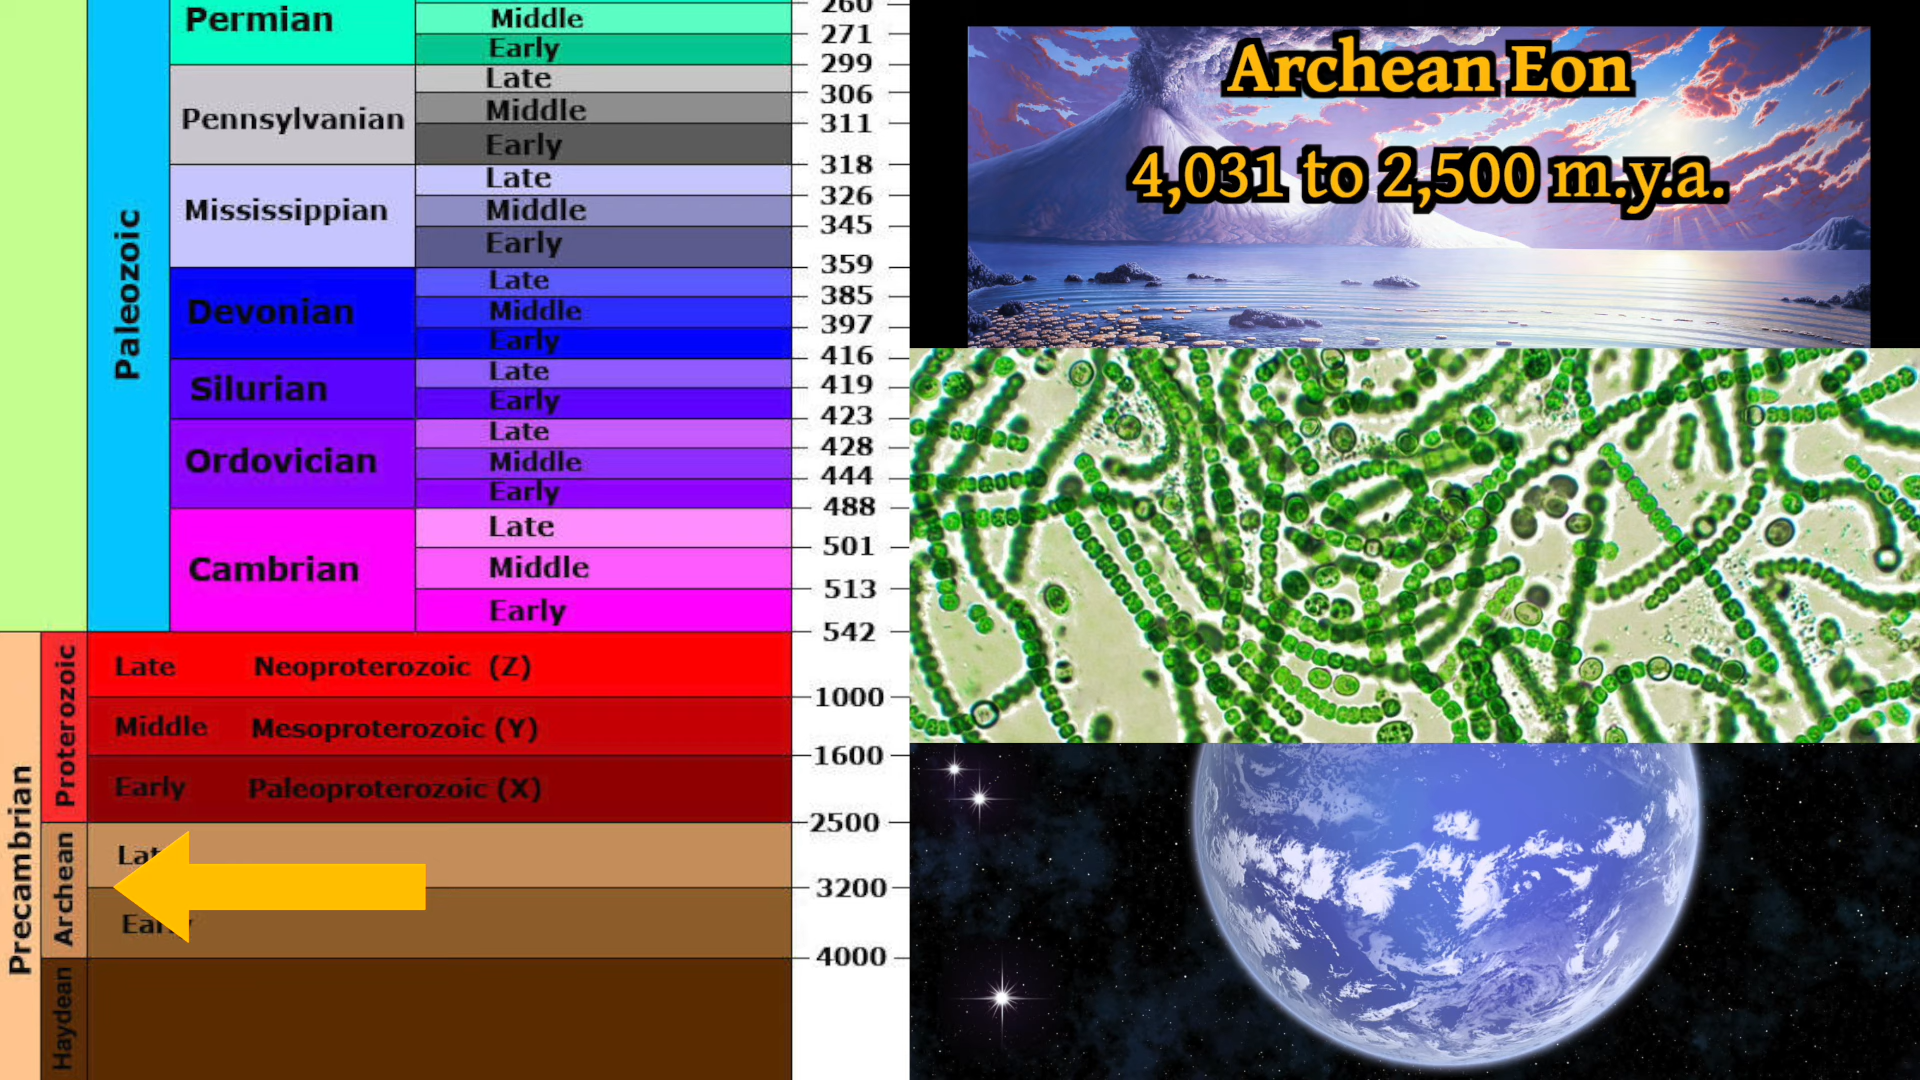 Permian
Middle
Early
Pennsylvanian
Late
Middle
Early
Mississippian
Late
Middle
Early
Devonian
Late
Middle
Early
Silurian
Late
Early
Ordovician
Late
Middle
Early
Cambrian
Late
Middle
Early
Paleozoic
Precambrian
Proterozoic
Late Neoproterozoic (Z)
Middle Mesoproterozoic (Y)
Early Paleoproterozoic (X)
Archean
Late
Early
Haydean
260
271
299
306
311
318
326
345
359
385
397
416
419
423
428
444
488
501
513
542
1000
1600
2500
3200
4000
Archean Eon
4,031 to 2,500 m.y.a.